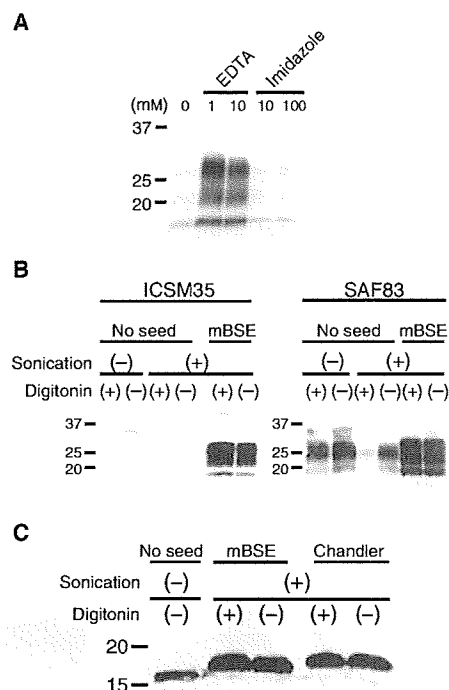 A
EDTA Imidazole
(mM) 0 1 10 10 100
37
25
20
B
ICSM35 SAF83
No seed mBSE No seed mBSE
Sonication (-) (+) (-) (+)
Digitonin (+) (-) (+) (-) (+) (-) (+) (-) (+) (-) (+) (-)
37 37
25 25
20 20
C
No seed mBSE Chandler
Sonication (-) (+)
Digitonin (-) (+) (-) (+) (-)
20
15